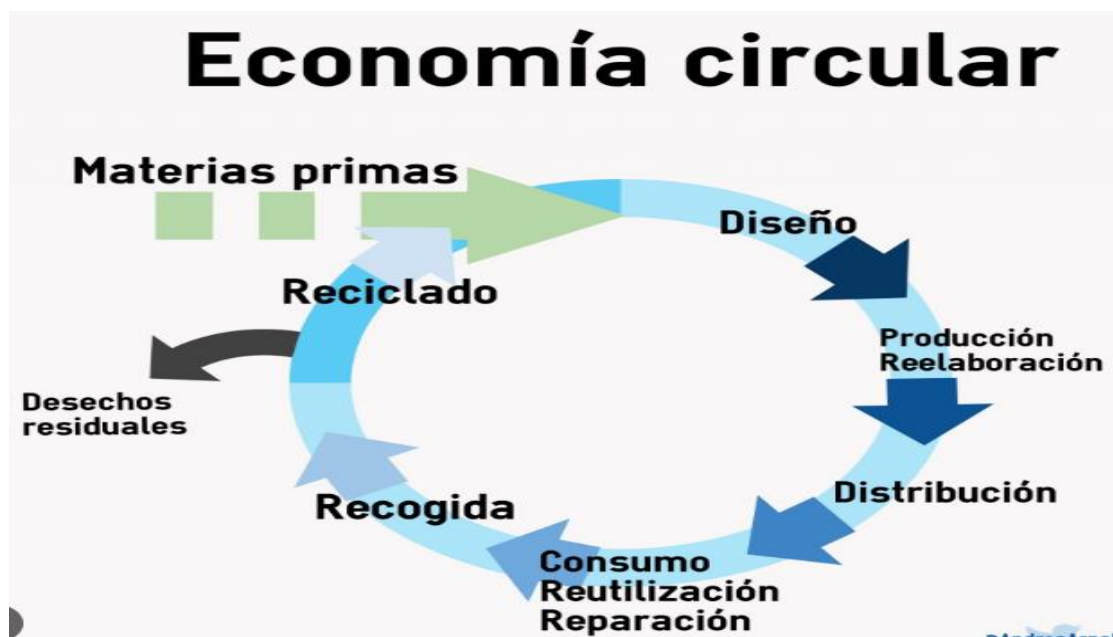 Economía circular
Materias primas
Diseño
Reciclado
Producción
Reelaboración
Desechos
residuales
Distribución
Recogida
Consumo
Reutilización
Reparación